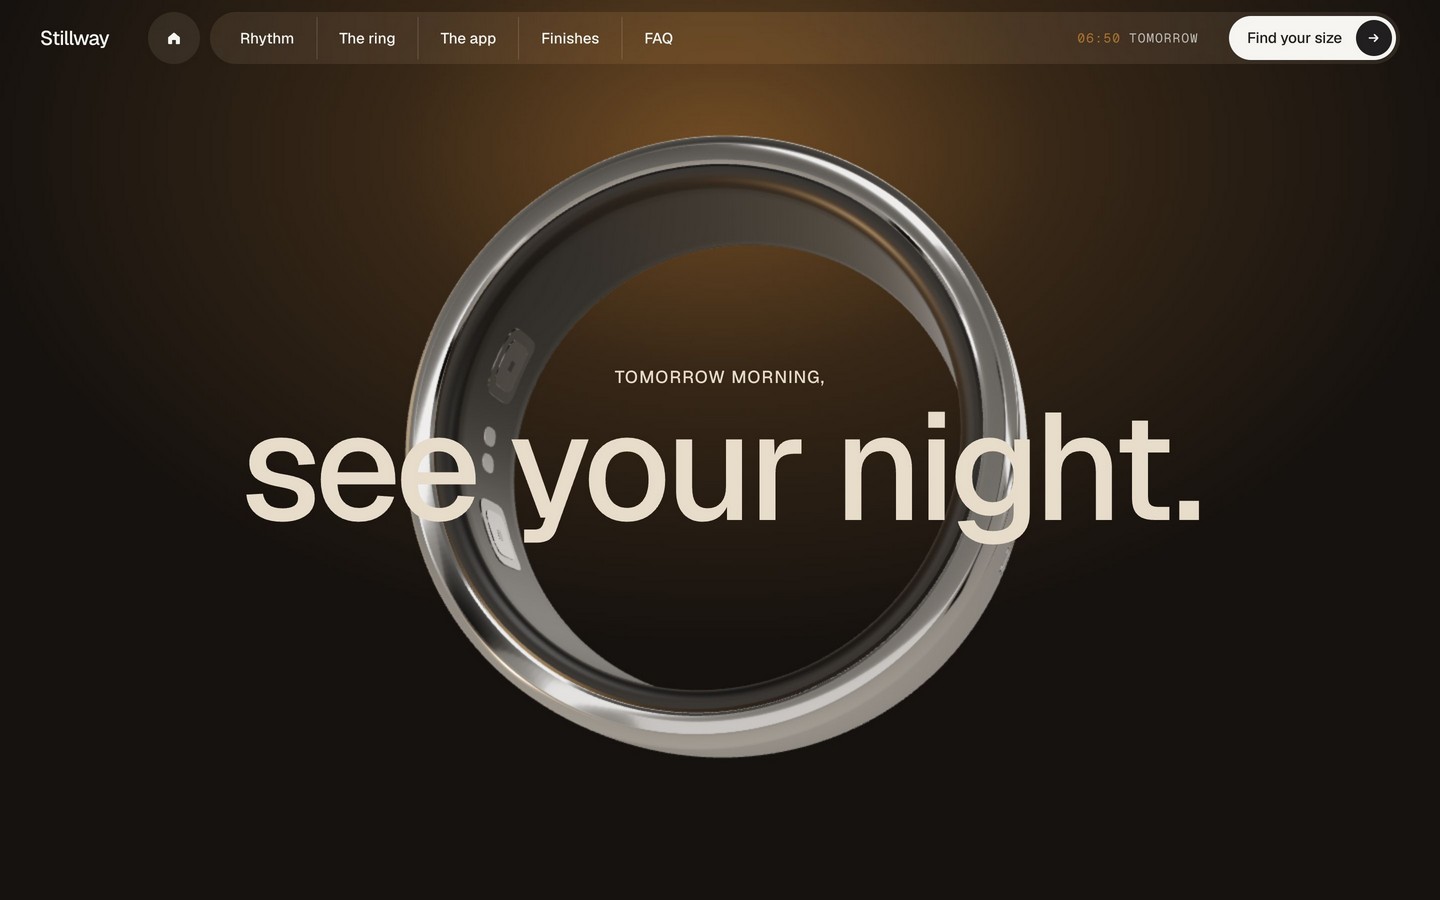 Stillway
Rhythm
The ring
The app
Finishes
FAQ
06:50 TOMORROW
Find your size
TOMORROW MORNING,
see your night.